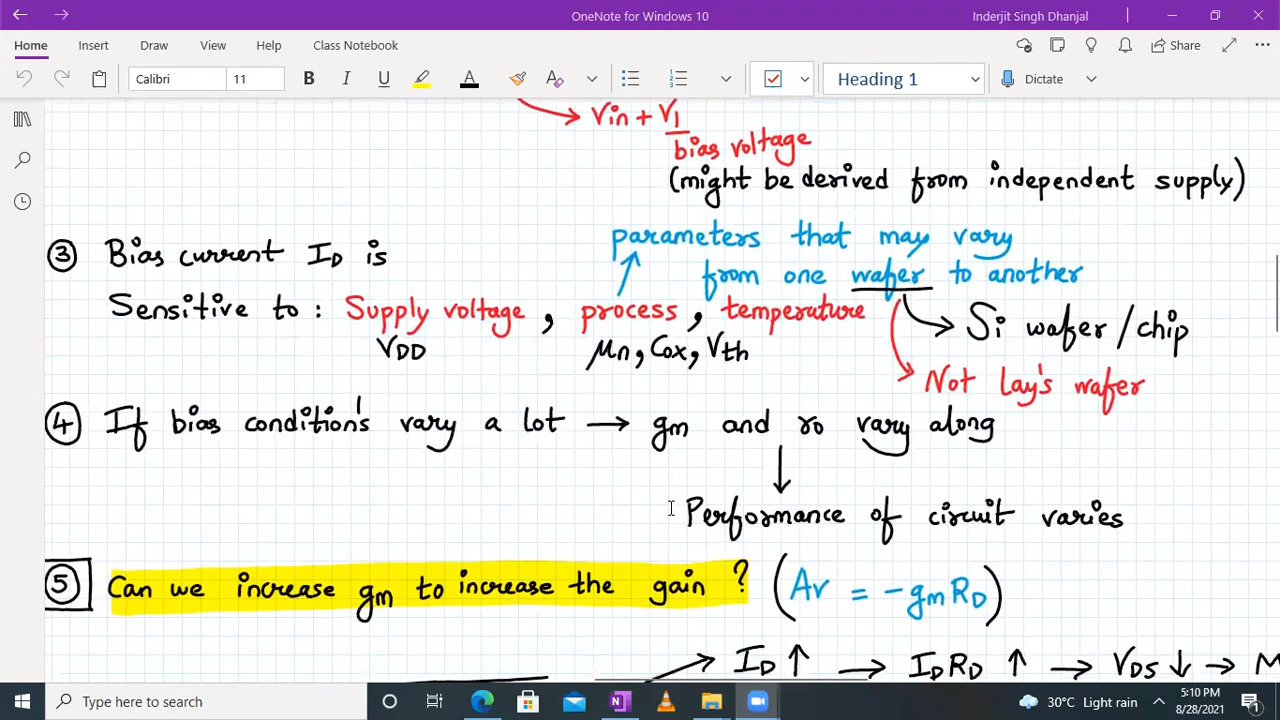 OneNote for Windows 10
Inderjit Singh Dhanjal
Home Insert Draw View Help Class Notebook
Share
Calibri 11 B I U A Heading 1 Dictate
Vin + V1
bias voltage
(might be derived from independent supply)
parameters that may vary
from one wafer to another
③ Bias current ID is
Sensitive to : Supply voltage , process , temperature
VDD
μn, Cox, Vth
Si wafer / chip
Not Lay's wafer
④ If bias condition's vary a lot → gm and ro vary along
↓
Performance of circuit varies
⑤ Can we increase gm to increase the gain ? (Av = - gm RD)
→ ID ↑ → ID RD ↑ → VDS ↓ → M
Type here to search
30°C Light rain
5:10 PM
8/28/2021